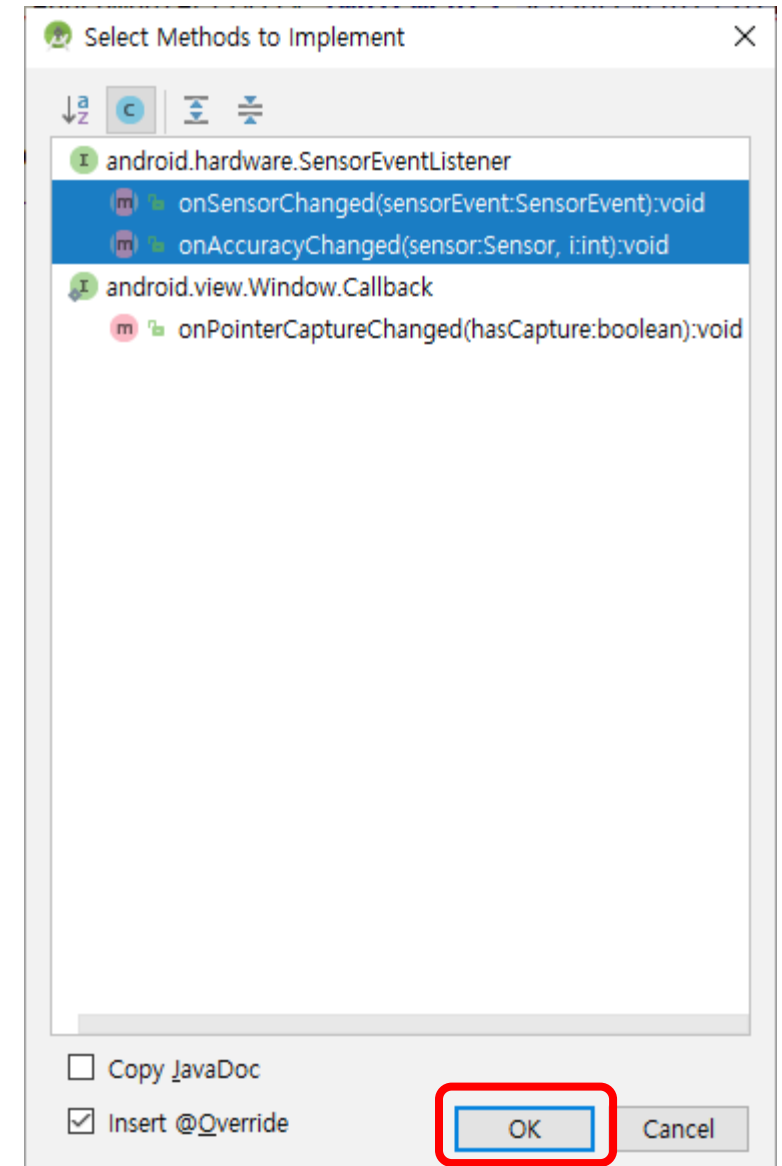 Select Methods to Implement
android.hardware.SensorEventListener
onSensorChanged(sensorEvent:SensorEvent):void
onAccuracyChanged(sensor:Sensor, i:int):void
android.view.Window.Callback
onPointerCaptureChanged(hasCapture:boolean):void
Copy JavaDoc
Insert @Override
OK
Cancel